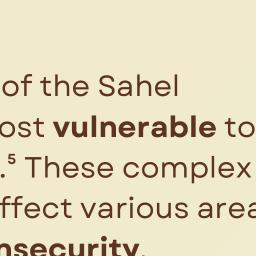 of the Sahel
ost vulnerable to
.⁵ These complex
ffect various area
nsecurity.